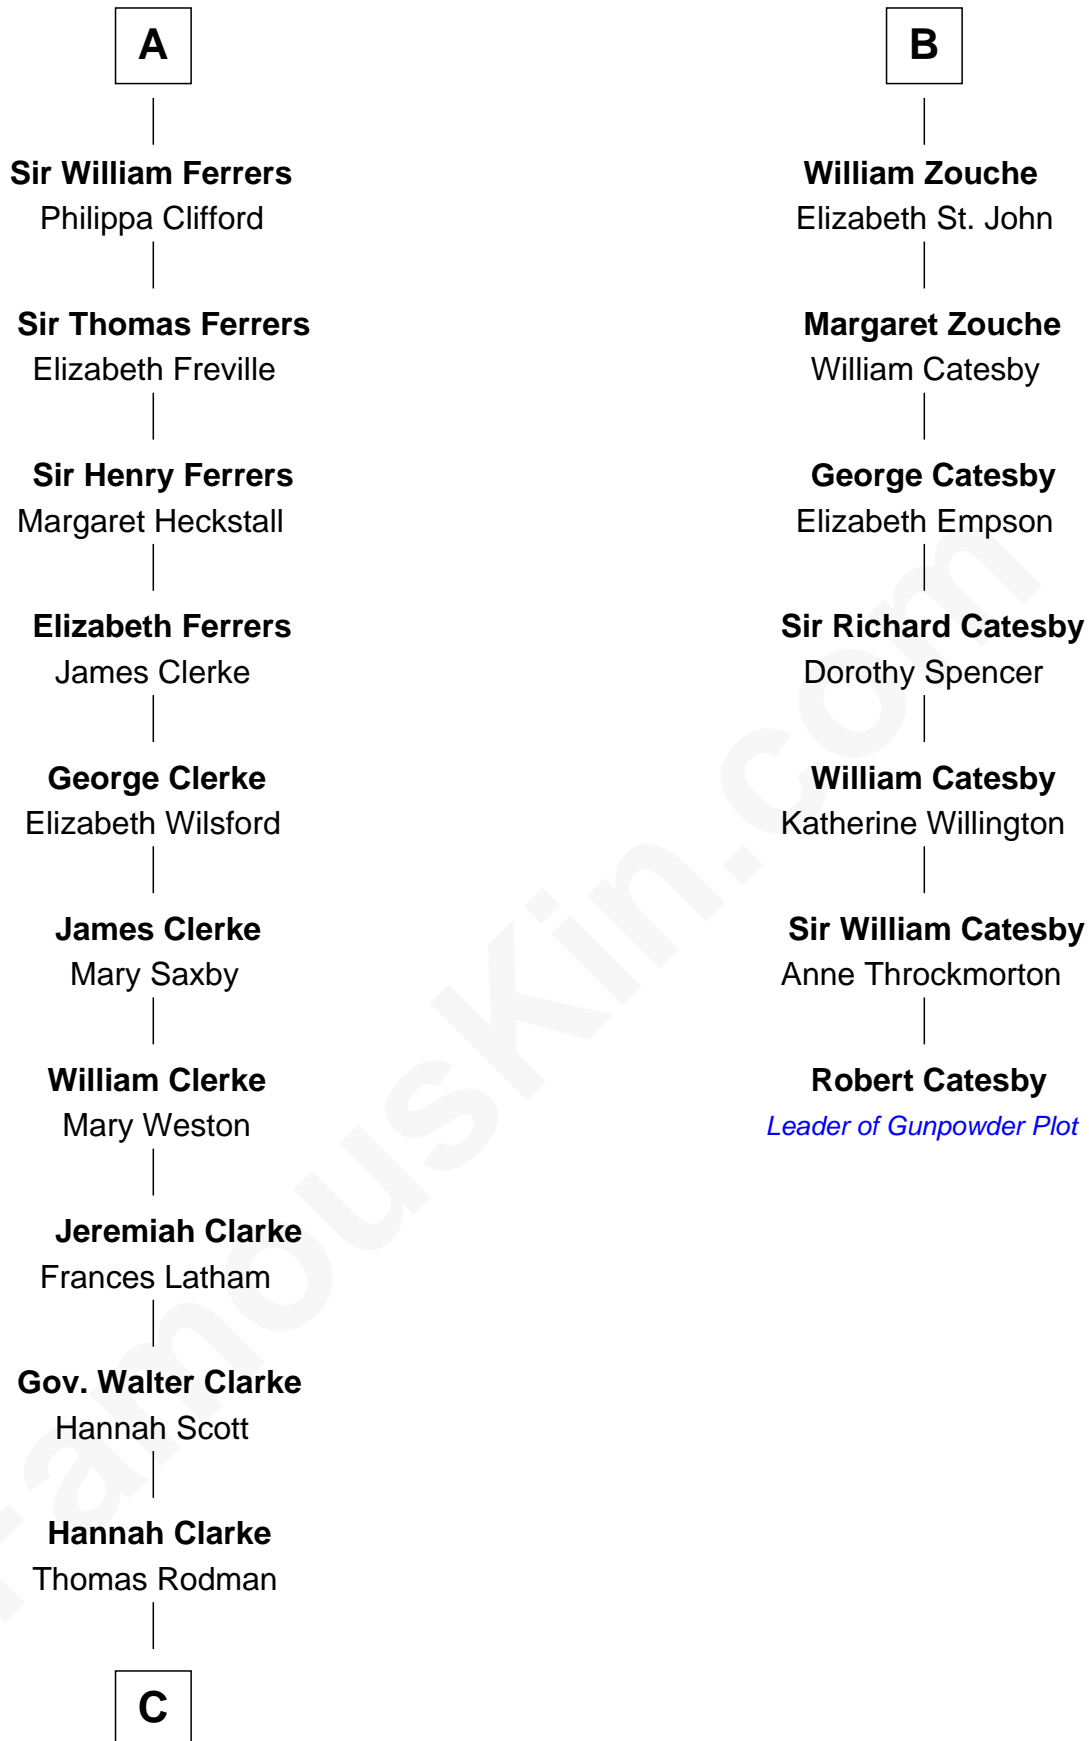 A
Sir William Ferrers
Philippa Clifford
Sir Thomas Ferrers
Elizabeth Freville
Sir Henry Ferrers
Margaret Heckstall
Elizabeth Ferrers
James Clerke
George Clerke
Elizabeth Wilsford
James Clerke
Mary Saxby
William Clerke
Mary Weston
Jeremiah Clarke
Frances Latham
Gov. Walter Clarke
Hannah Scott
Hannah Clarke
Thomas Rodman
C
B
William Zouche
Elizabeth St. John
Margaret Zouche
William Catesby
George Catesby
Elizabeth Empson
Sir Richard Catesby
Dorothy Spencer
William Catesby
Katherine Willington
Sir William Catesby
Anne Throckmorton
Robert Catesby
Leader of Gunpowder Plot
FamousKin.com